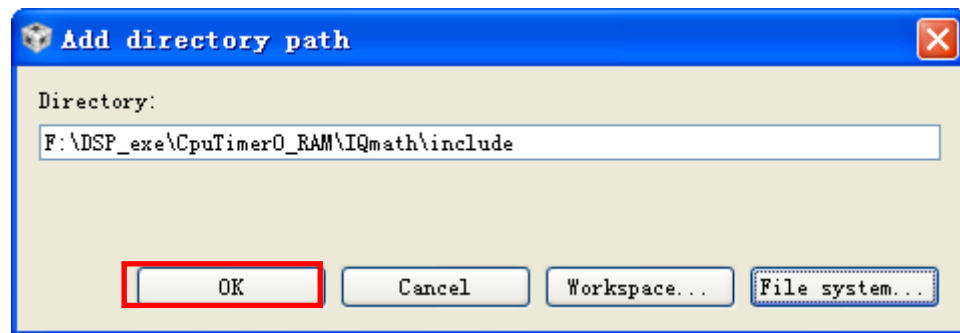 Add directory path
Directory:
F:\DSP_exe\CpuTimer0_RAM\IQmath\include
OK Cancel Workspace... File system...